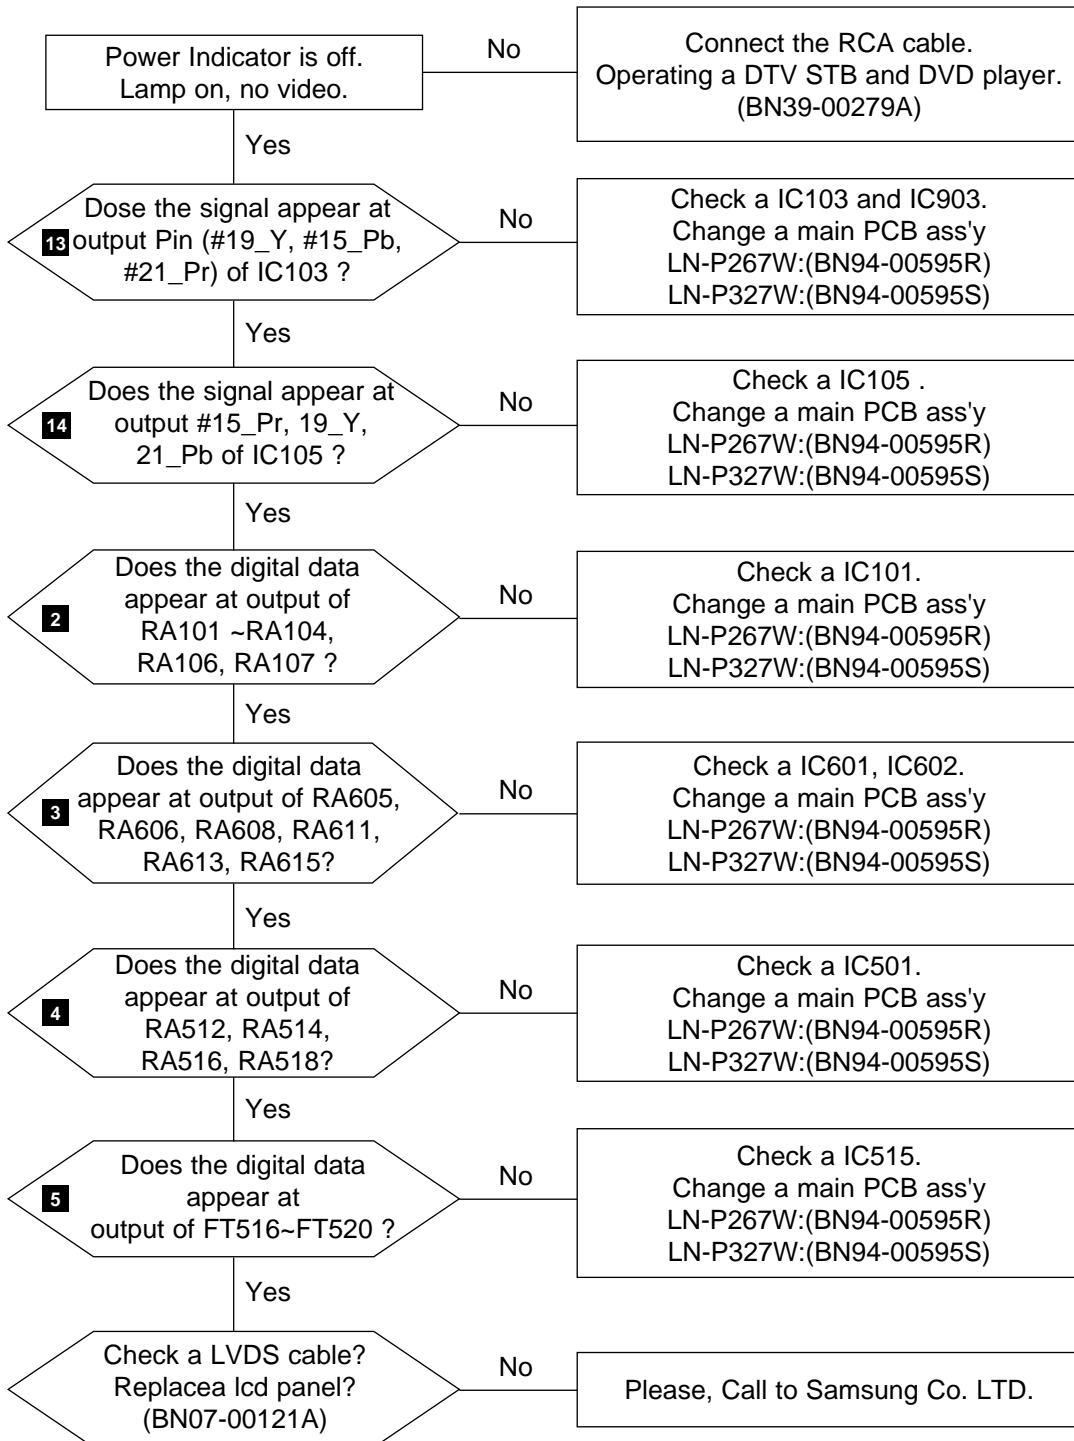 Power Indicator is off.
Lamp on, no video.
No
Connect the RCA cable.
Operating a DTV STB and DVD player.
(BN39-00279A)
Yes
Dose the signal appear at
13 output Pin (#19_Y, #15_Pb,
#21_Pr) of IC103 ?
No
Check a IC103 and IC903.
Change a main PCB ass'y
LN-P267W:(BN94-00595R)
LN-P327W:(BN94-00595S)
Yes
Does the signal appear at
14 output #15_Pr, 19_Y,
21_Pb of IC105 ?
No
Check a IC105 .
Change a main PCB ass'y
LN-P267W:(BN94-00595R)
LN-P327W:(BN94-00595S)
Yes
Does the digital data
appear at output of
2
RA101 ~RA104,
RA106, RA107 ?
No
Check a IC101.
Change a main PCB ass'y
LN-P267W:(BN94-00595R)
LN-P327W:(BN94-00595S)
Yes
Does the digital data
appear at output of RA605,
3
RA606, RA608, RA611,
RA613, RA615?
No
Check a IC601, IC602.
Change a main PCB ass'y
LN-P267W:(BN94-00595R)
LN-P327W:(BN94-00595S)
Yes
Does the digital data
appear at output of
4
RA512, RA514,
RA516, RA518?
No
Check a IC501.
Change a main PCB ass'y
LN-P267W:(BN94-00595R)
LN-P327W:(BN94-00595S)
Yes
Does the digital data
5 appear at
output of FT516~FT520 ?
No
Check a IC515.
Change a main PCB ass'y
LN-P267W:(BN94-00595R)
LN-P327W:(BN94-00595S)
Yes
Check a LVDS cable?
Replacea lcd panel?
(BN07-00121A)
No
Please, Call to Samsung Co. LTD.